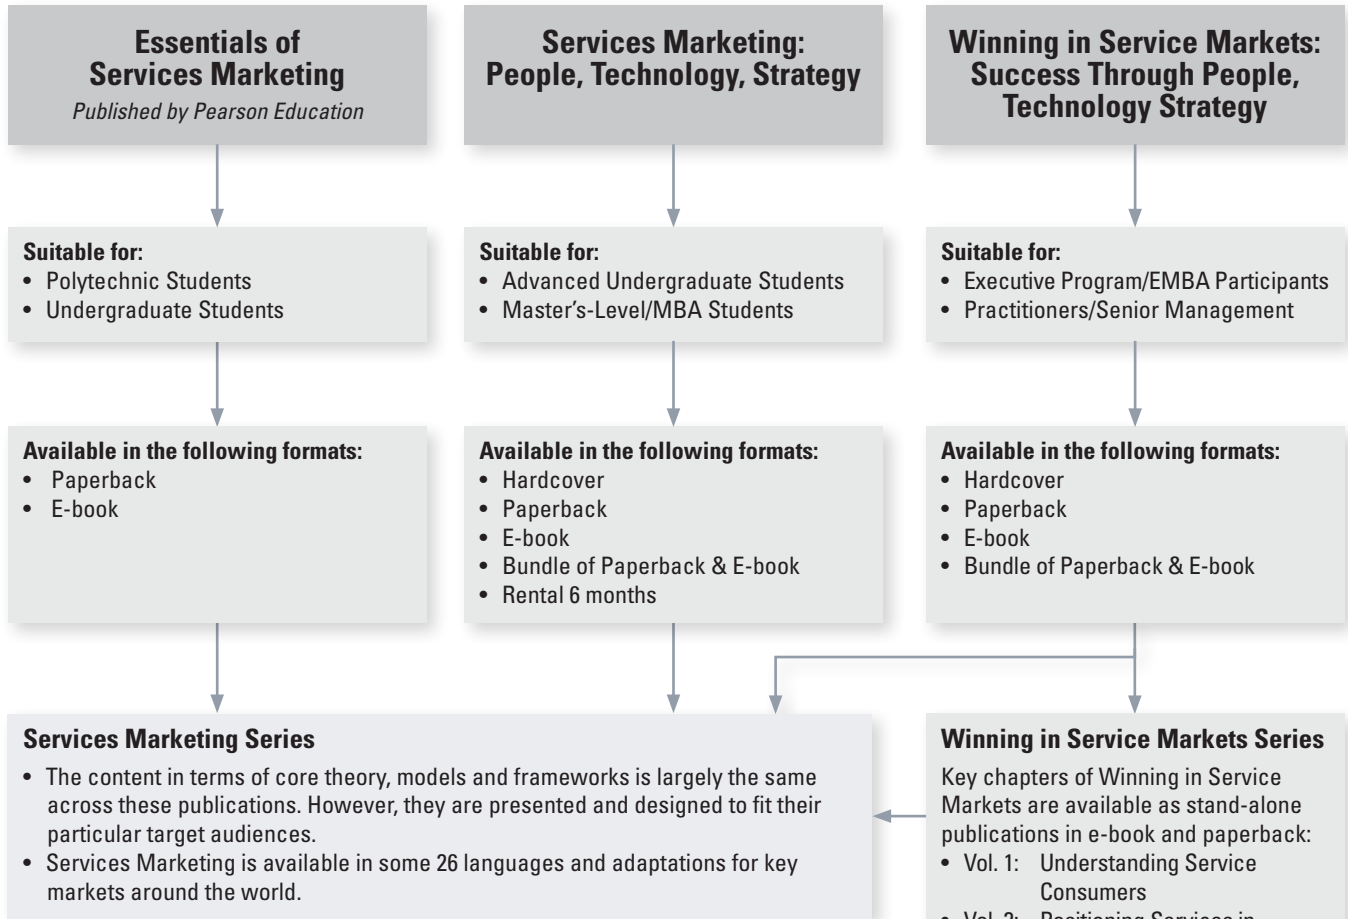 Essentials of
Services Marketing
Published by Pearson Education
Services Marketing:
People, Technology, Strategy
Winning in Service Markets:
Success Through People,
Technology Strategy
Suitable for:
• Polytechnic Students
• Undergraduate Students
Suitable for:
• Advanced Undergraduate Students
• Master’s-Level/MBA Students
Suitable for:
• Executive Program/EMBA Participants
• Practitioners/Senior Management
Available in the following formats:
• Paperback
• E-book
Available in the following formats:
• Hardcover
• Paperback
• E-book
• Bundle of Paperback & E-book
• Rental 6 months
Available in the following formats:
• Hardcover
• Paperback
• E-book
• Bundle of Paperback & E-book
Services Marketing Series
• The content in terms of core theory, models and frameworks is largely the same
across these publications. However, they are presented and designed to fit their
particular target audiences.
• Services Marketing is available in some 26 languages and adaptations for key
markets around the world.
Winning in Service Markets Series
Key chapters of Winning in Service
Markets are available as stand-alone
publications in e-book and paperback:
• Vol. 1: Understanding Service
Consumers
• Vol. 2: Positioning Services in